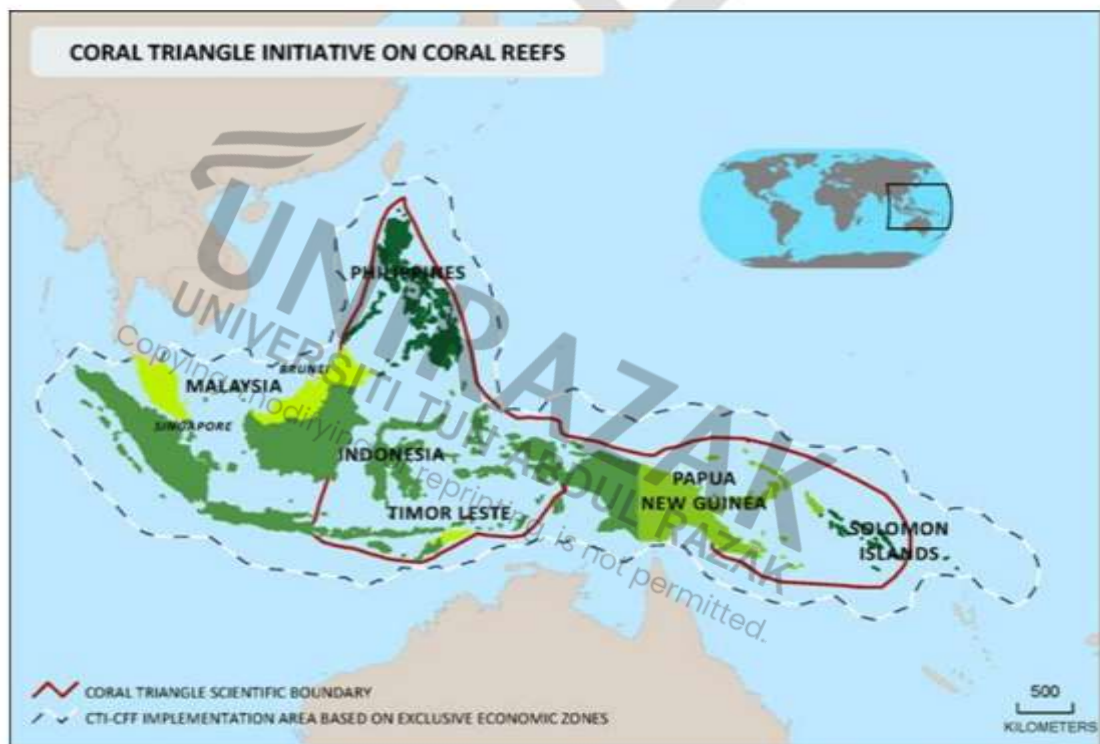 CORAL TRIANGLE INITIATIVE ON CORAL REEFS
PHILIPPINES
BRUNEI
MALAYSIA
SINGAPORE
INDONESIA
TIMOR LESTE
PAPUA
NEW GUINEA
SOLOMON
ISLANDS
UNIRAZAK
UNIVERSITI TUN ABDUL RAZAK
Copying, modifying, or reprinting, is not permitted.
CORAL TRIANGLE SCIENTIFIC BOUNDARY
CTI-CFF IMPLEMENTATION AREA BASED ON EXCLUSIVE ECONOMIC ZONES
500
KILOMETERS